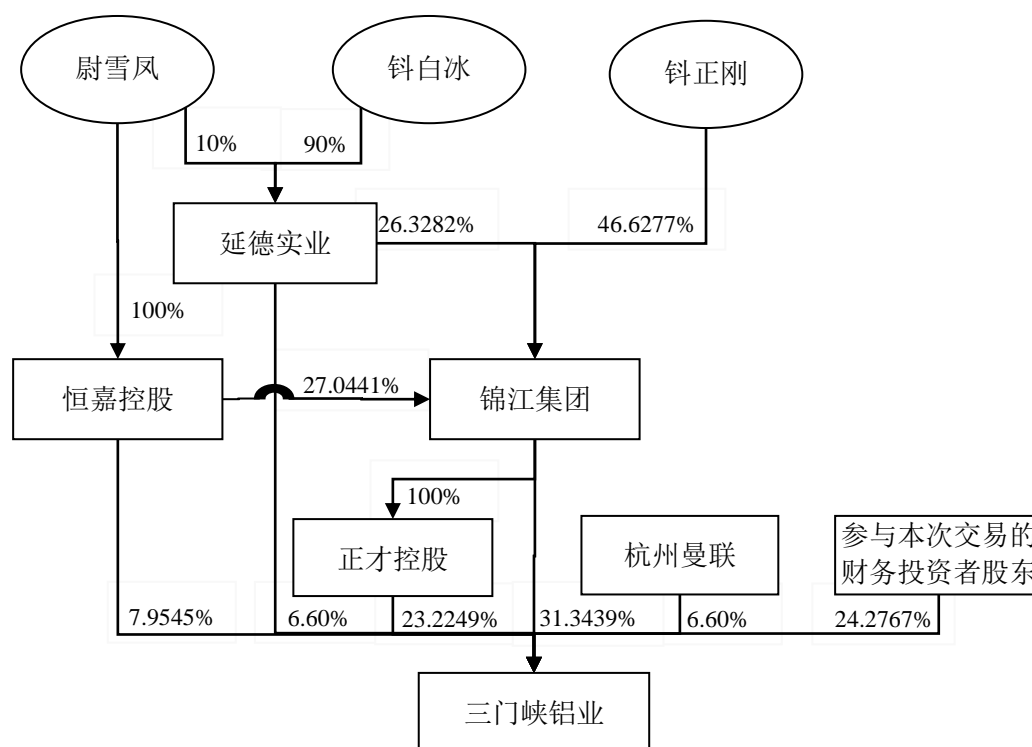 尉雪凤
钭白冰
钭正刚
10%
90%
延德实业
26.3282%
46.6277%
100%
恒嘉控股
27.0441%
锦江集团
100%
正才控股
杭州曼联
参与本次交易的
财务投资者股东
7.9545%
6.60%
23.2249%
31.3439%
6.60%
24.2767%
三门峡铝业